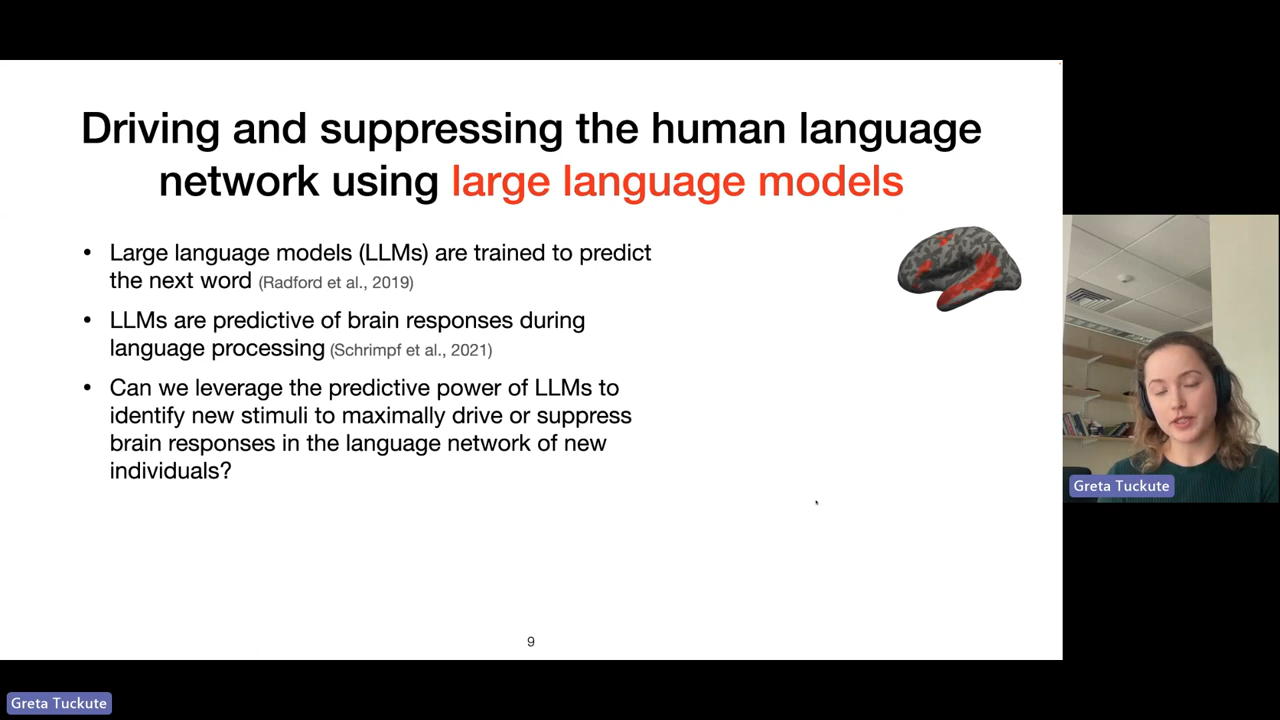 Driving and suppressing the human language
network using large language models
• Large language models (LLMs) are trained to predict
the next word (Radford et al., 2019)
• LLMs are predictive of brain responses during
language processing (Schrimpf et al., 2021)
• Can we leverage the predictive power of LLMs to
identify new stimuli to maximally drive or suppress
brain responses in the language network of new
individuals?
9
Greta Tuckute
Greta Tuckute